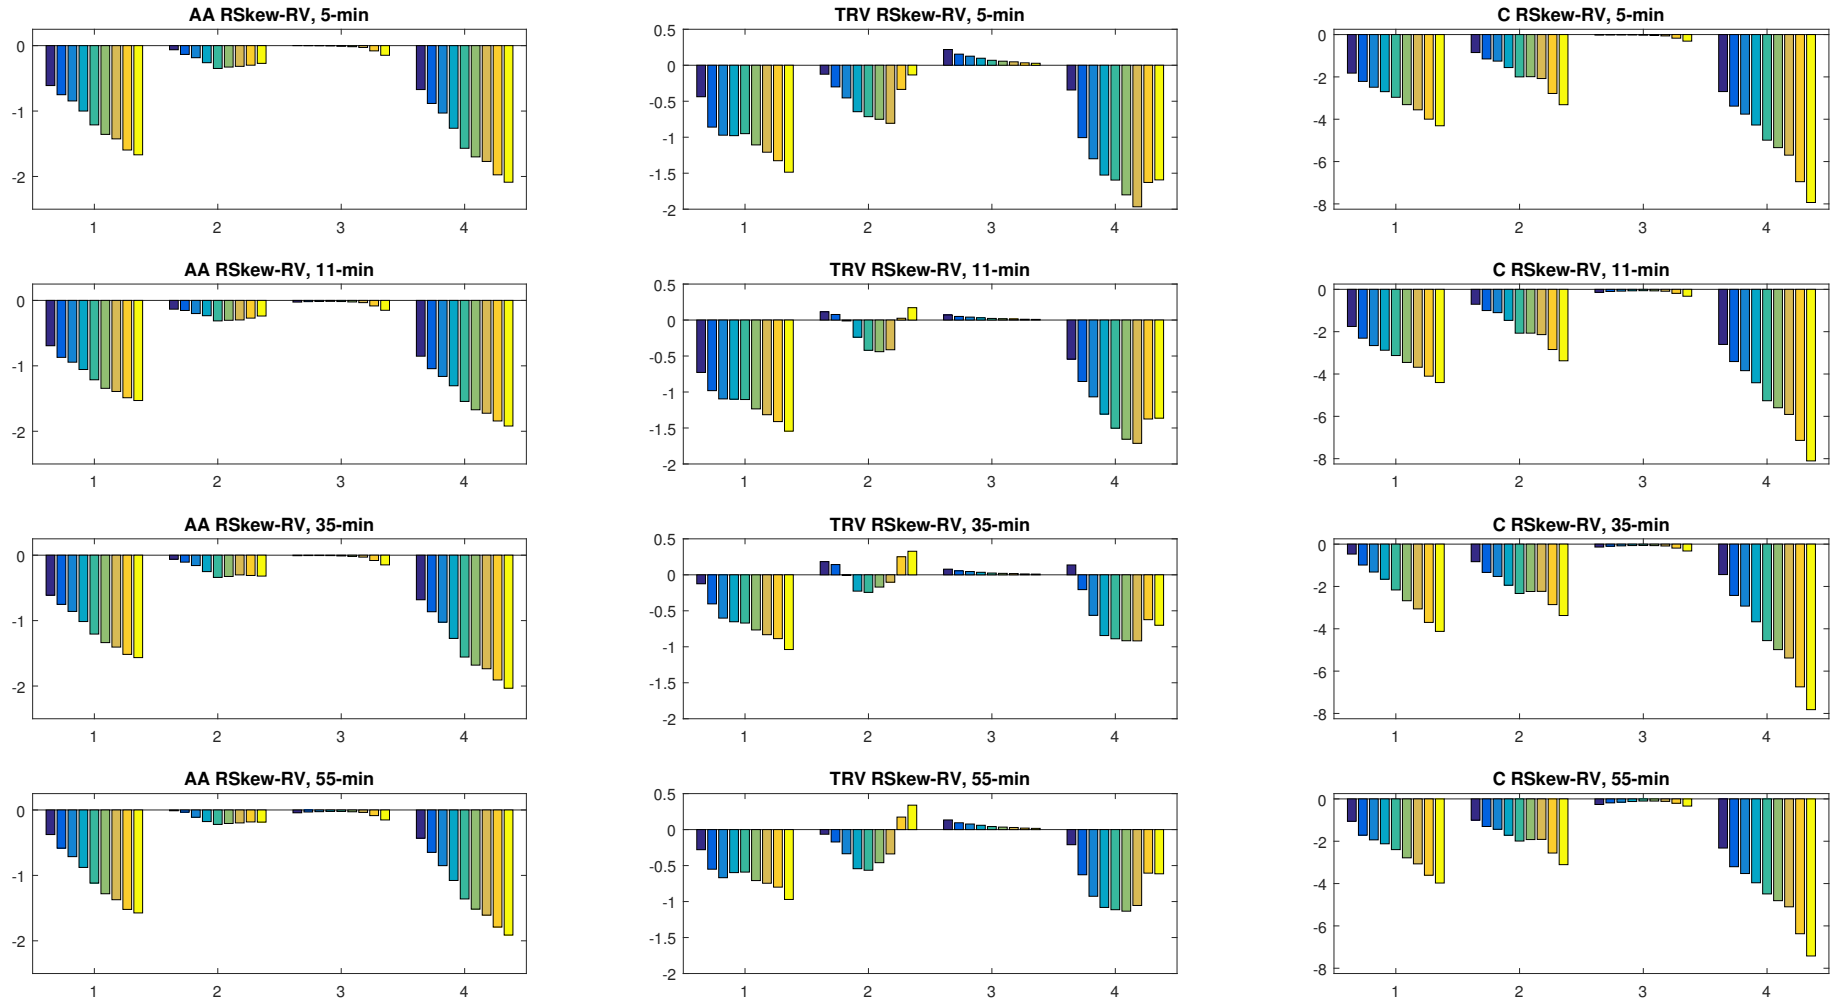 AA RSkew-RV, 5-min
0
-1
-2
1 2 3 4
TRV RSkew-RV, 5-min
0.5
0
-0.5
-1
-1.5
-2
1 2 3 4
C RSkew-RV, 5-min
0
-2
-4
-6
-8
1 2 3 4
AA RSkew-RV, 11-min
0
-1
-2
1 2 3 4
TRV RSkew-RV, 11-min
0.5
0
-0.5
-1
-1.5
-2
1 2 3 4
C RSkew-RV, 11-min
0
-2
-4
-6
-8
1 2 3 4
AA RSkew-RV, 35-min
0
-1
-2
1 2 3 4
TRV RSkew-RV, 35-min
0.5
0
-0.5
-1
-1.5
-2
1 2 3 4
C RSkew-RV, 35-min
0
-2
-4
-6
-8
1 2 3 4
AA RSkew-RV, 55-min
0
-1
-2
1 2 3 4
TRV RSkew-RV, 55-min
0.5
0
-0.5
-1
-1.5
-2
1 2 3 4
C RSkew-RV, 55-min
0
-2
-4
-6
-8
1 2 3 4